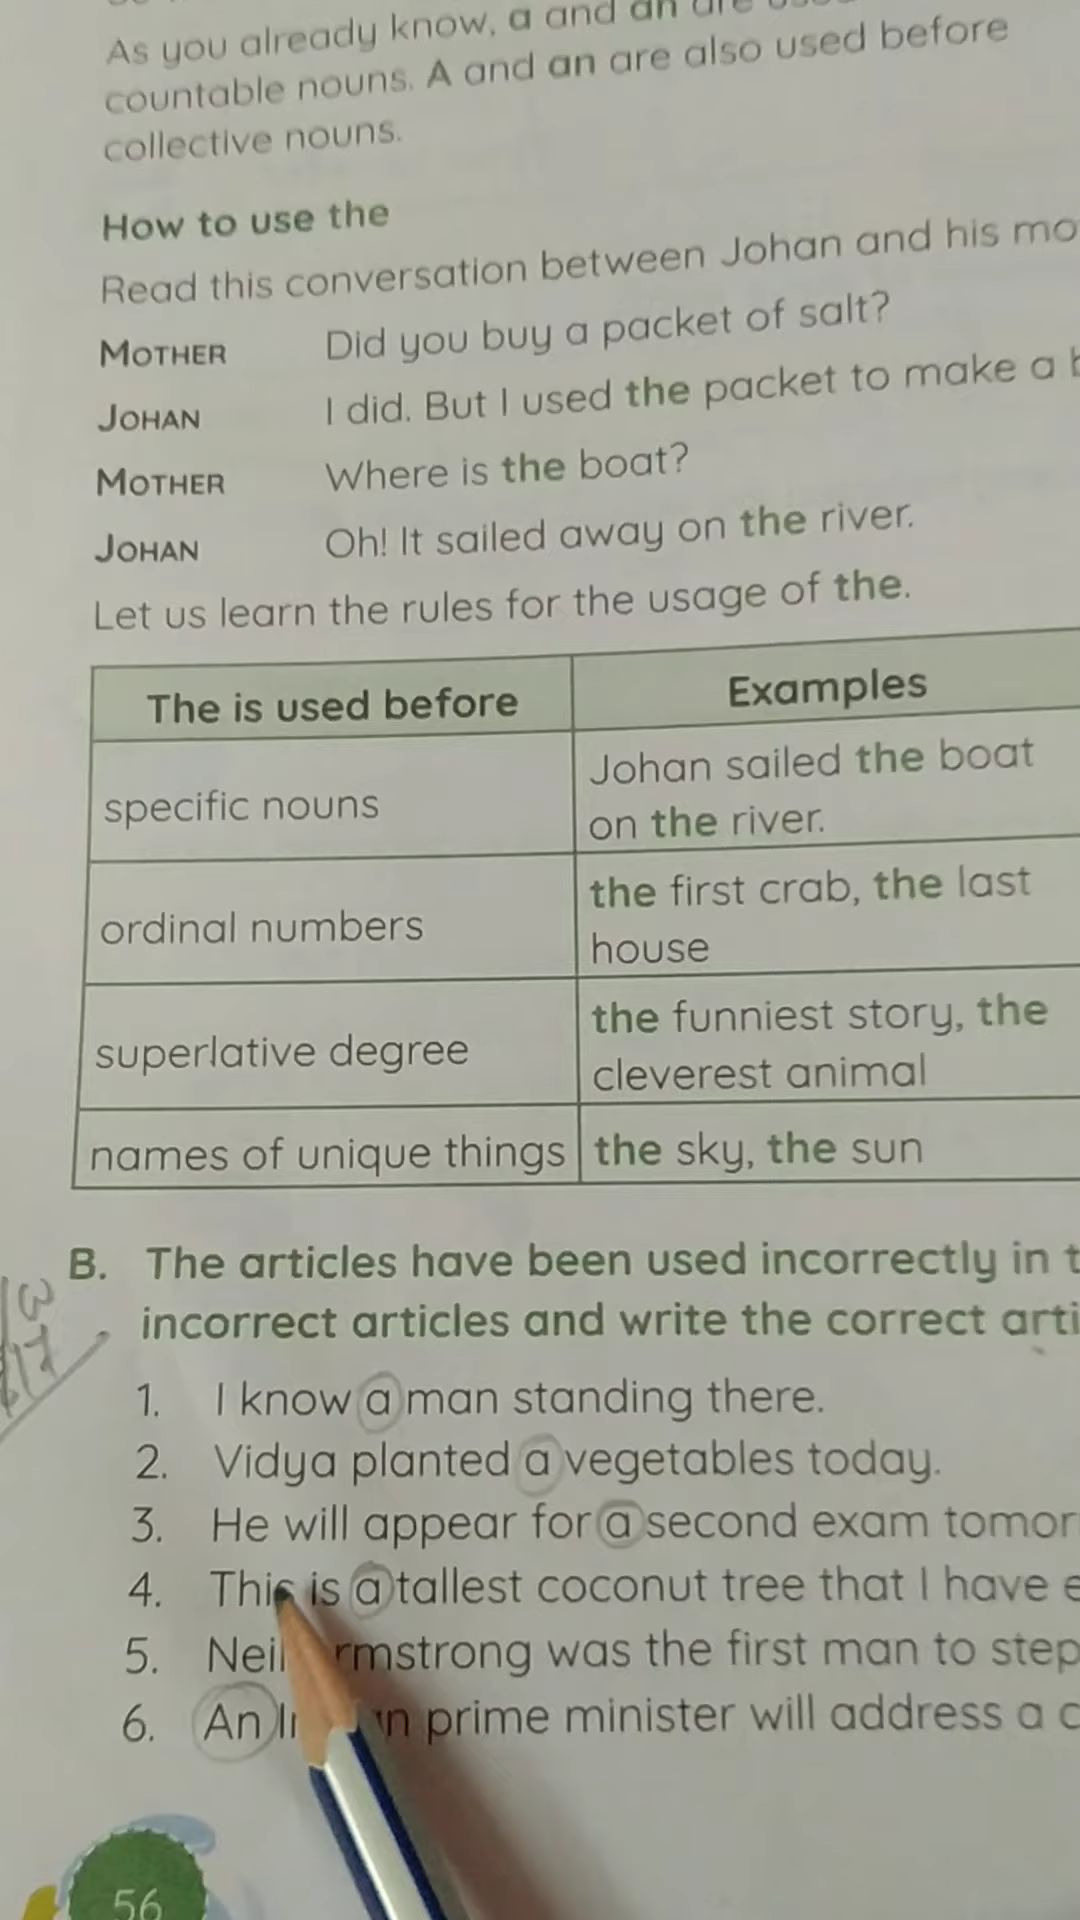 As you already know, a and an are
countable nouns. A and an are also used before
collective nouns.
How to use the
Read this conversation between Johan and his mo
MOTHER Did you buy a packet of salt?
JOHAN I did. But I used the packet to make a b
MOTHER Where is the boat?
JOHAN Oh! It sailed away on the river.
Let us learn the rules for the usage of the.
The is used before Examples
specific nouns Johan sailed the boat
on the river.
ordinal numbers the first crab, the last
house
superlative degree the funniest story, the
cleverest animal
names of unique things the sky, the sun
B. The articles have been used incorrectly in t
incorrect articles and write the correct arti
1. I know a man standing there.
2. Vidya planted a vegetables today.
3. He will appear for a second exam tomor
4. This is a tallest coconut tree that I have e
5. Neil rmstrong was the first man to step
6. An In n prime minister will address a c
56